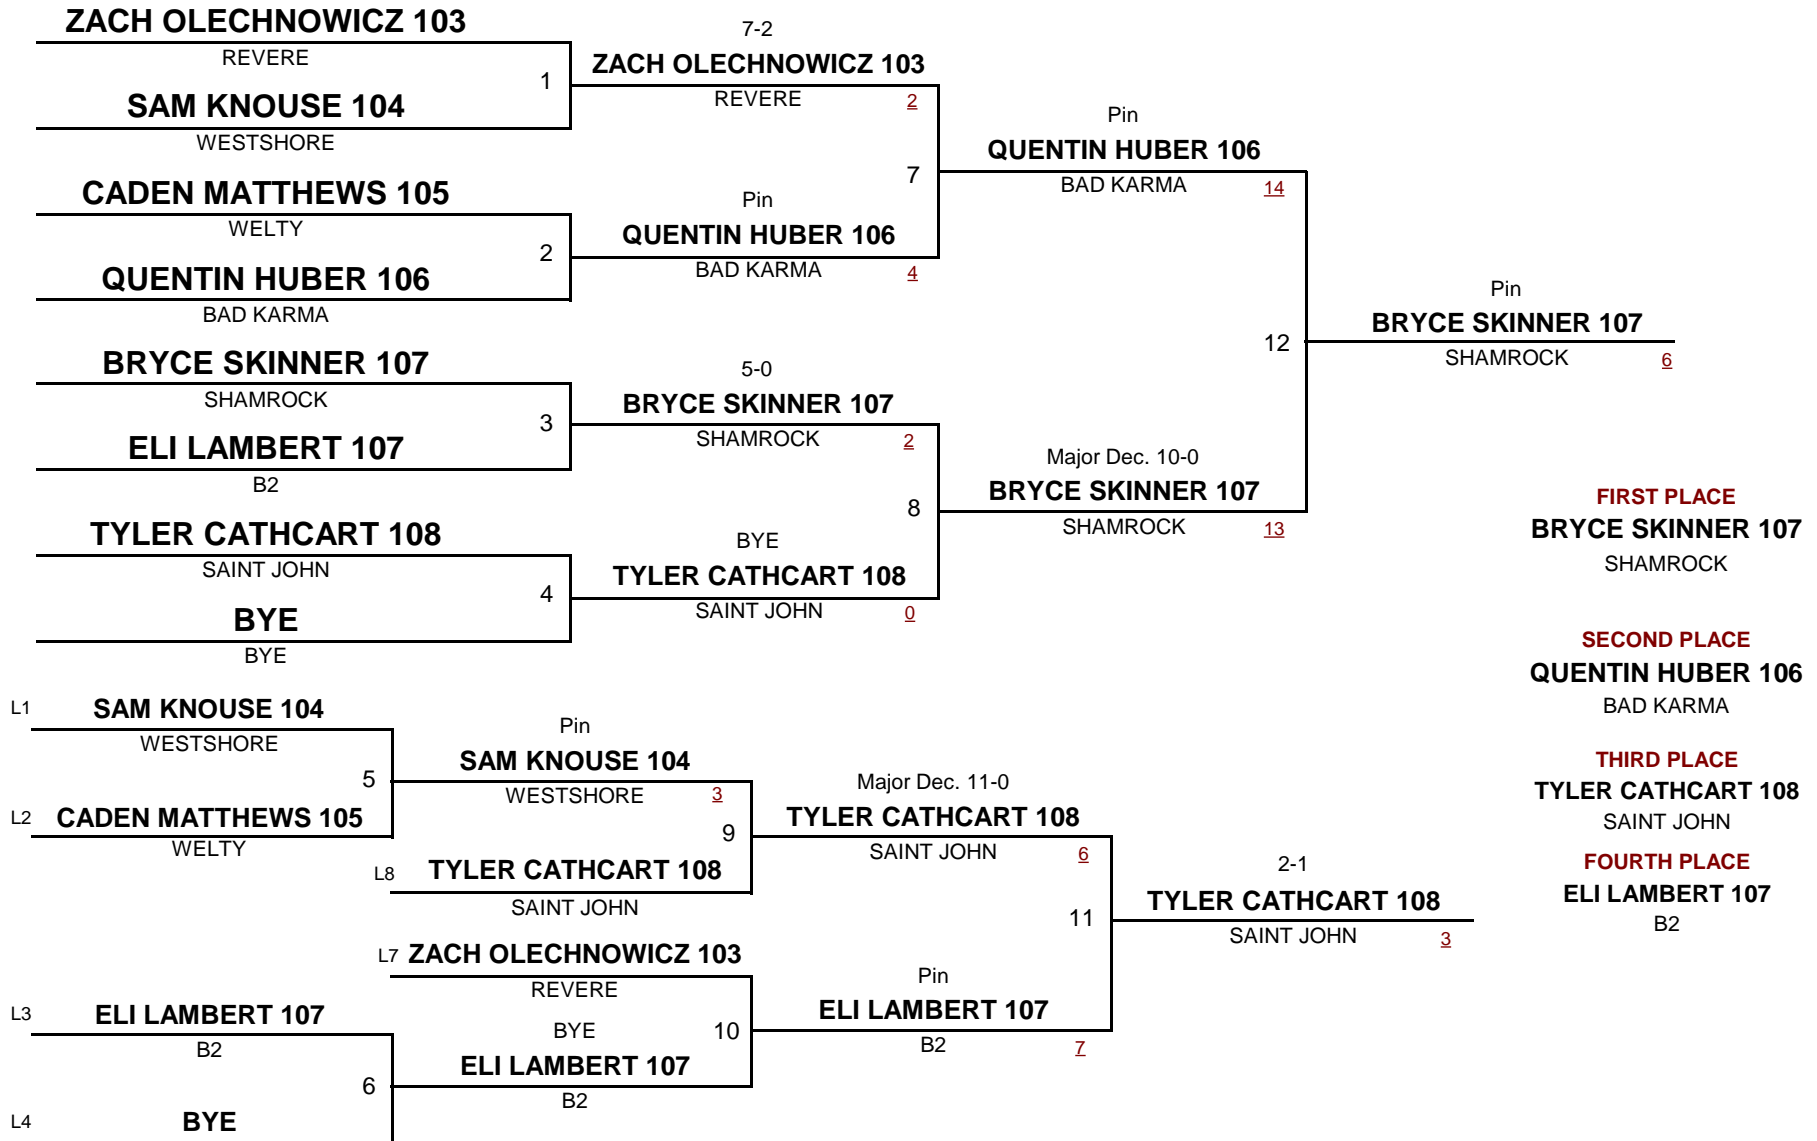 ZACH OLECHNOWICZ 103
REVERE
1
SAM KNOUSE 104
WESTSHORE
CADEN MATTHEWS 105
WELTY
2
QUENTIN HUBER 106
BAD KARMA
BRYCE SKINNER 107
SHAMROCK
3
ELI LAMBERT 107
B2
TYLER CATHCART 108
SAINT JOHN
4
BYE
BYE
7-2
ZACH OLECHNOWICZ 103
REVERE 2
7
Pin
QUENTIN HUBER 106
BAD KARMA 4
5-0
BRYCE SKINNER 107
SHAMROCK 2
8
BYE
TYLER CATHCART 108
SAINT JOHN 0
Pin
QUENTIN HUBER 106
BAD KARMA 14
12
Major Dec. 10-0
BRYCE SKINNER 107
SHAMROCK 13
Pin
BRYCE SKINNER 107
SHAMROCK 6
FIRST PLACE
BRYCE SKINNER 107
SHAMROCK
SECOND PLACE
QUENTIN HUBER 106
BAD KARMA
THIRD PLACE
TYLER CATHCART 108
SAINT JOHN
FOURTH PLACE
ELI LAMBERT 107
B2
L1 SAM KNOUSE 104
WESTSHORE
5
L2 CADEN MATTHEWS 105
WELTY
L3 ELI LAMBERT 107
B2
6
L4 BYE
Pin
SAM KNOUSE 104
WESTSHORE 3
9
L8 TYLER CATHCART 108
SAINT JOHN
L7 ZACH OLECHNOWICZ 103
REVERE
10
BYE
ELI LAMBERT 107
B2
Major Dec. 11-0
TYLER CATHCART 108
SAINT JOHN 6
11
Pin
ELI LAMBERT 107
B2 7
2-1
TYLER CATHCART 108
SAINT JOHN 3